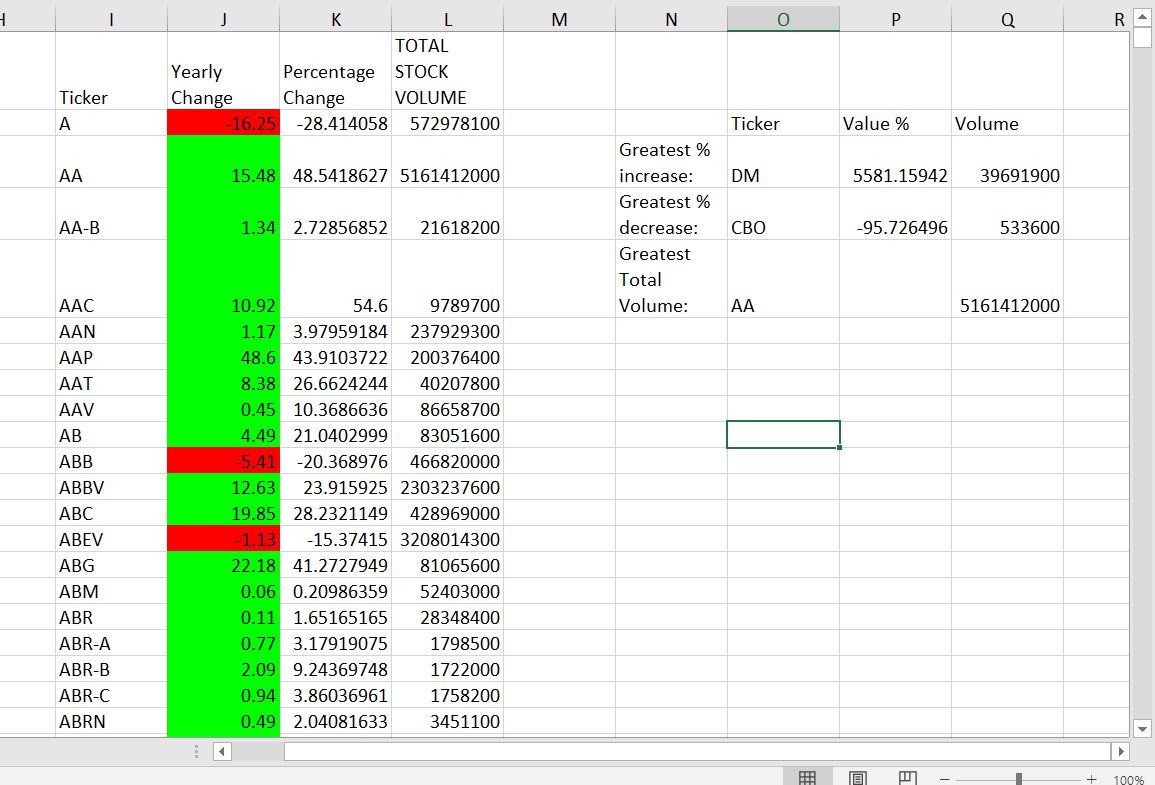 H I J K L M N O P Q R
Ticker Yearly Change Percentage Change TOTAL STOCK VOLUME
A -16.25 -28.414058 572978100 Ticker Value % Volume
AA 15.48 48.5418627 5161412000 Greatest % increase: DM 5581.15942 39691900
AA-B 1.34 2.72856852 21618200 Greatest % decrease: CBO -95.726496 533600
AAC 10.92 54.6 9789700 Greatest Total Volume: AA 5161412000
AAN 1.17 3.97959184 237929300
AAP 48.6 43.9103722 200376400
AAT 8.38 26.6624244 40207800
AAV 0.45 10.3686636 86658700
AB 4.49 21.0402999 83051600
ABB -5.41 -20.368976 466820000
ABBV 12.63 23.915925 2303237600
ABC 19.85 28.2321149 428969000
ABEV -1.13 -15.37415 3208014300
ABG 22.18 41.2727949 81065600
ABM 0.06 0.20986359 52403000
ABR 0.11 1.65165165 28348400
ABR-A 0.77 3.17919075 1798500
ABR-B 2.09 9.24369748 1722000
ABR-C 0.94 3.86036961 1758200
ABRN 0.49 2.04081633 3451100
100%